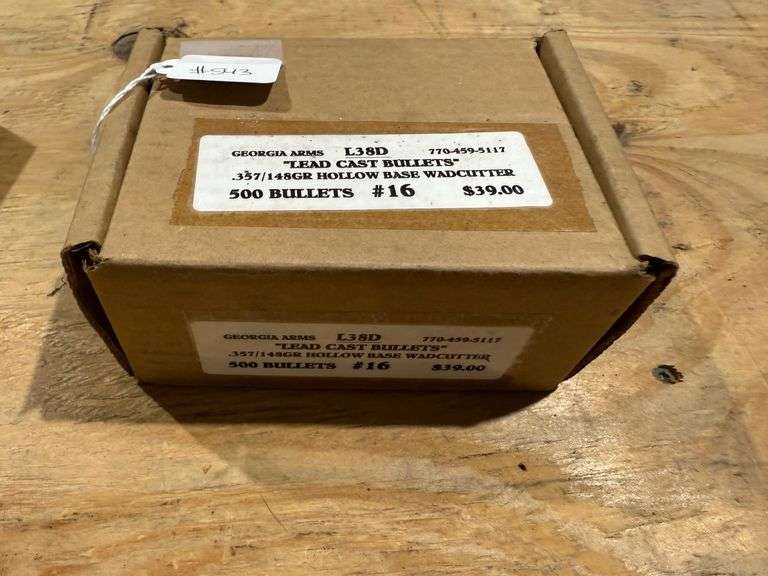 #543
GEORGIA ARMS L38D 770-459-5117
"LEAD CAST BULLETS"
.357/148GR HOLLOW BASE WADCUTTER
500 BULLETS #16 $39.00
GEORGIA ARMS L38D 770-459-5117
"LEAD CAST BULLETS"
.357/148GR HOLLOW BASE WADCUTTER
500 BULLETS #16 $39.00